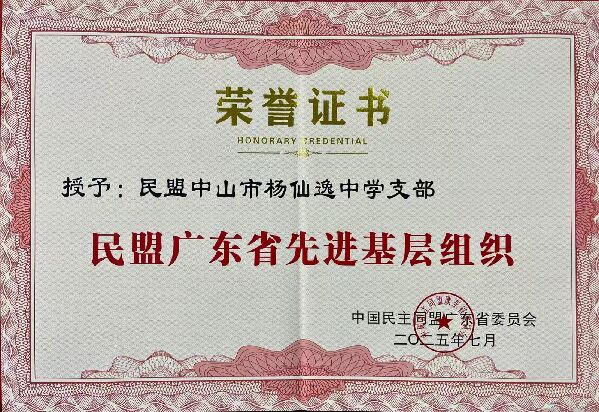 荣誉证书
HONORARY CREDENTIAL
授予：民盟中山市杨仙逸中学支部
民盟广东省先进基层组织
中国民主同盟广东省委员会
二〇二五年七月